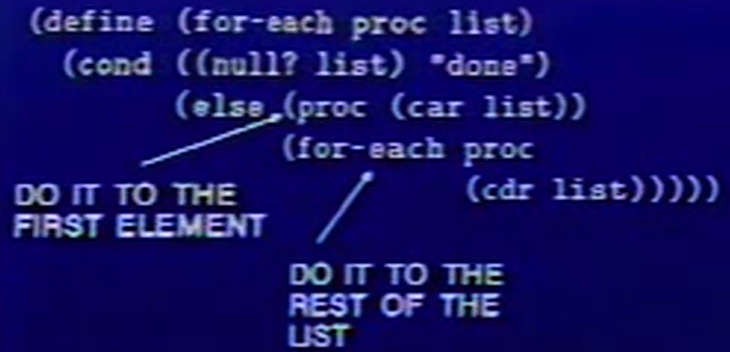 (define (for-each proc list)
(cond ((null? list) "done")
(else (proc (car list))
(for-each proc
(cdr list)))))
DO IT TO THE
FIRST ELEMENT
DO IT TO THE
REST OF THE
LIST